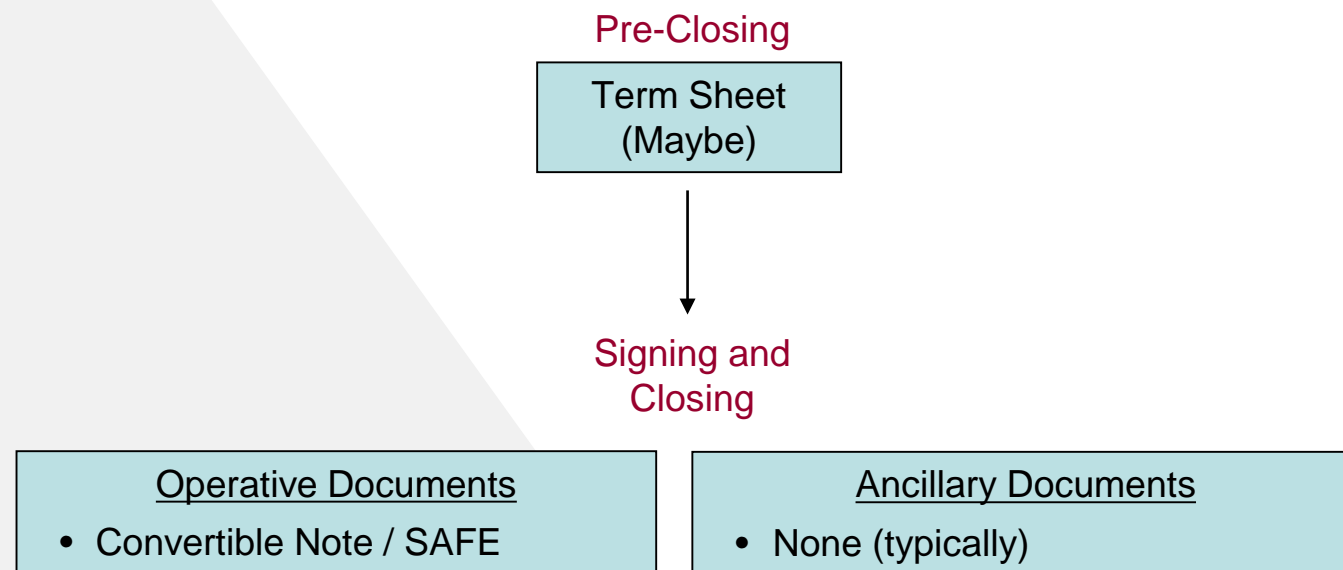 Pre-Closing
Term Sheet
(Maybe)
Signing and
Closing
Operative Documents
• Convertible Note / SAFE
Ancillary Documents
• None (typically)